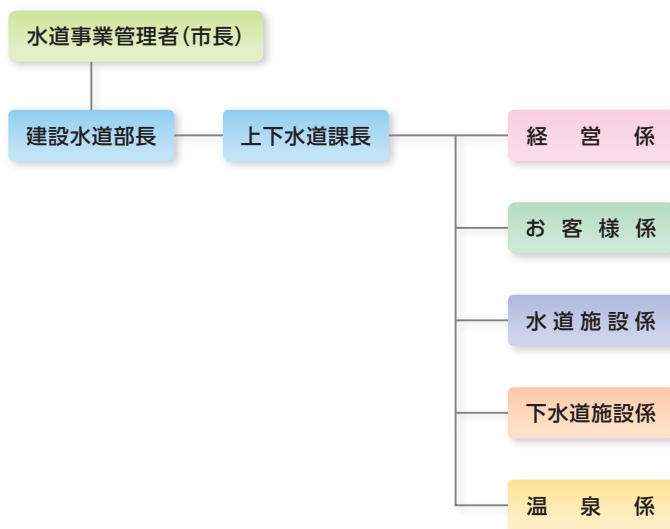 水道事業管理者(市長)
建設水道部長
上下水道課長
経営係
お客様係
水道施設係
下水道施設係
温泉係